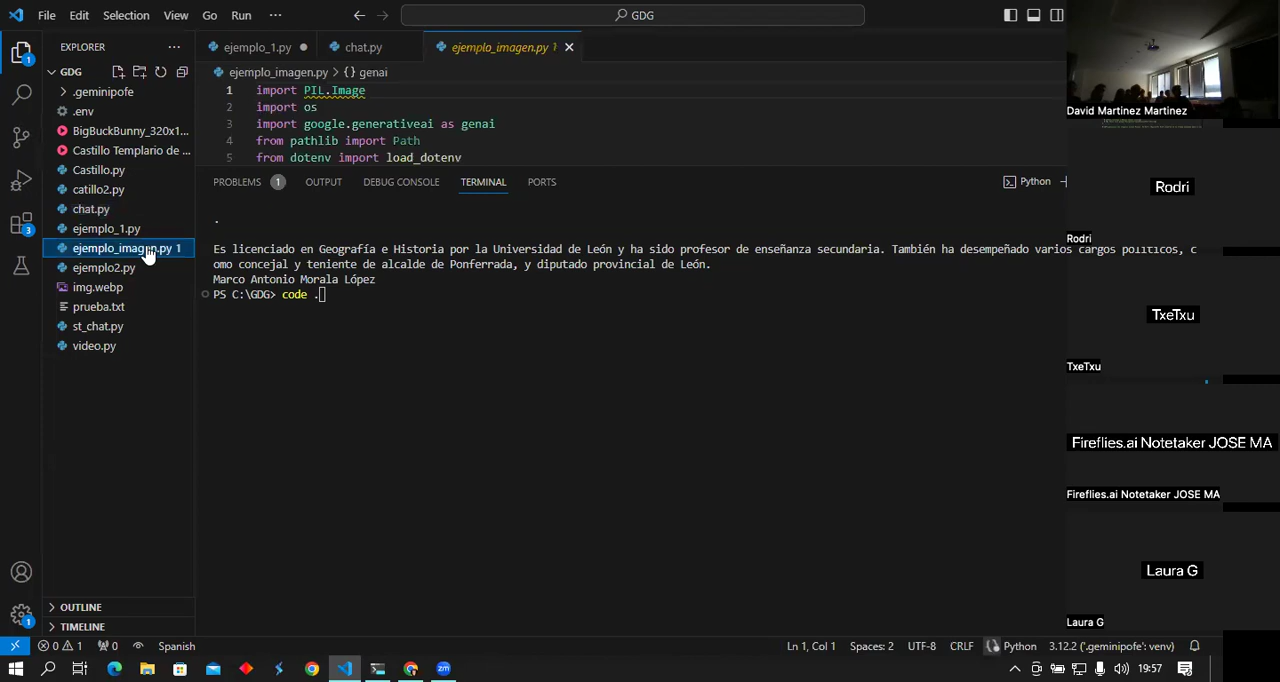 File Edit Selection View Go Run ··· GDG
EXPLORER ···
GDG
.geminipofe
.env
BigBuckBunny_320x1...
Castillo Templario de ...
Castillo.py
catillo2.py
chat.py
ejemplo_1.py
ejemplo_imagen.py 1
ejemplo2.py
img.webp
prueba.txt
st_chat.py
video.py
OUTLINE
TIMELINE
ejemplo_1.py chat.py ejemplo_imagen.py 1
ejemplo_imagen.py > {} genai
1 import PIL.Image
2 import os
3 import google.generativeai as genai
4 from pathlib import Path
5 from dotenv import load_dotenv
PROBLEMS 1 OUTPUT DEBUG CONSOLE TERMINAL PORTS Python
.
Es licenciado en Geografía e Historia por la Universidad de León y ha sido profesor de enseñanza secundaria. También ha desempeñado varios cargos políticos, c
omo concejal y teniente de alcalde de Ponferrada, y diputado provincial de León.
Marco Antonio Morala López
PS C:\GDG> code .
David Martinez Martinez
Rodri
Rodri
TxeTxu
TxeTxu
Fireflies.ai Notetaker JOSE MA
Fireflies.ai Notetaker JOSE MA
Laura G
Laura G
0 1 0 Spanish Ln 1, Col 1 Spaces: 2 UTF-8 CRLF Python 3.12.2 ('.geminipofe': venv)
19:57